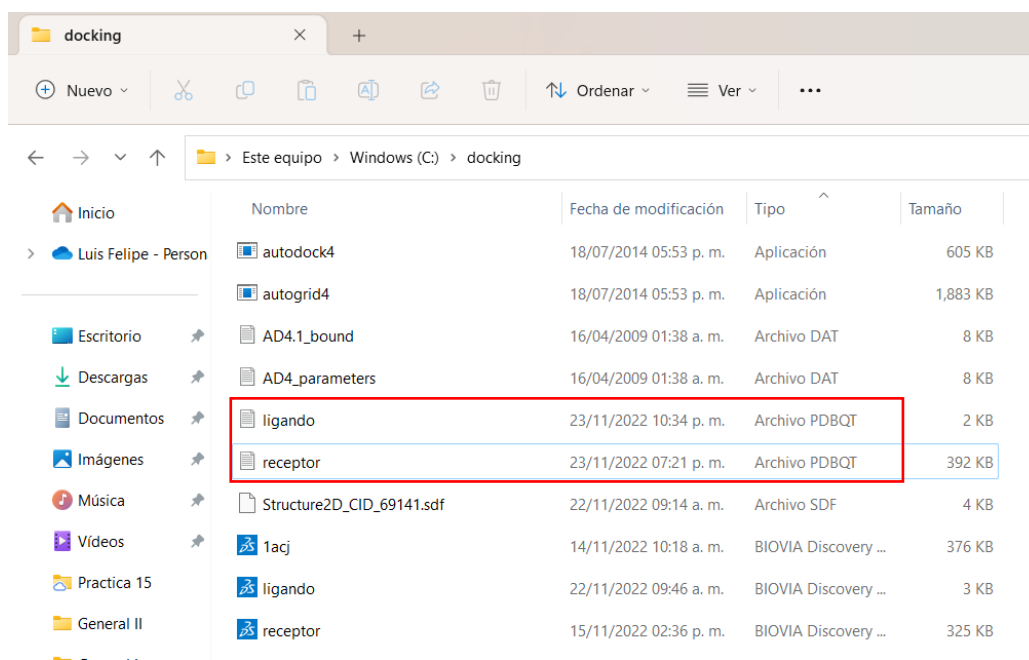 docking
Nuevo
Ordenar
Ver
Este equipo > Windows (C:) > docking
Inicio
Luis Felipe - Person
Escritorio
Descargas
Documentos
Imágenes
Música
Vídeos
Practica 15
General II
Nombre Fecha de modificación Tipo Tamaño
autodock4 18/07/2014 05:53 p. m. Aplicación 605 KB
autogrid4 18/07/2014 05:53 p. m. Aplicación 1,883 KB
AD4.1_bound 16/04/2009 01:38 a. m. Archivo DAT 8 KB
AD4_parameters 16/04/2009 01:38 a. m. Archivo DAT 8 KB
ligando 23/11/2022 10:34 p. m. Archivo PDBQT 2 KB
receptor 23/11/2022 07:21 p. m. Archivo PDBQT 392 KB
Structure2D_CID_69141.sdf 22/11/2022 09:14 a. m. Archivo SDF 4 KB
1acj 14/11/2022 10:18 a. m. BIOVIA Discovery ... 376 KB
ligando 22/11/2022 09:46 a. m. BIOVIA Discovery ... 3 KB
receptor 15/11/2022 02:36 p. m. BIOVIA Discovery ... 325 KB